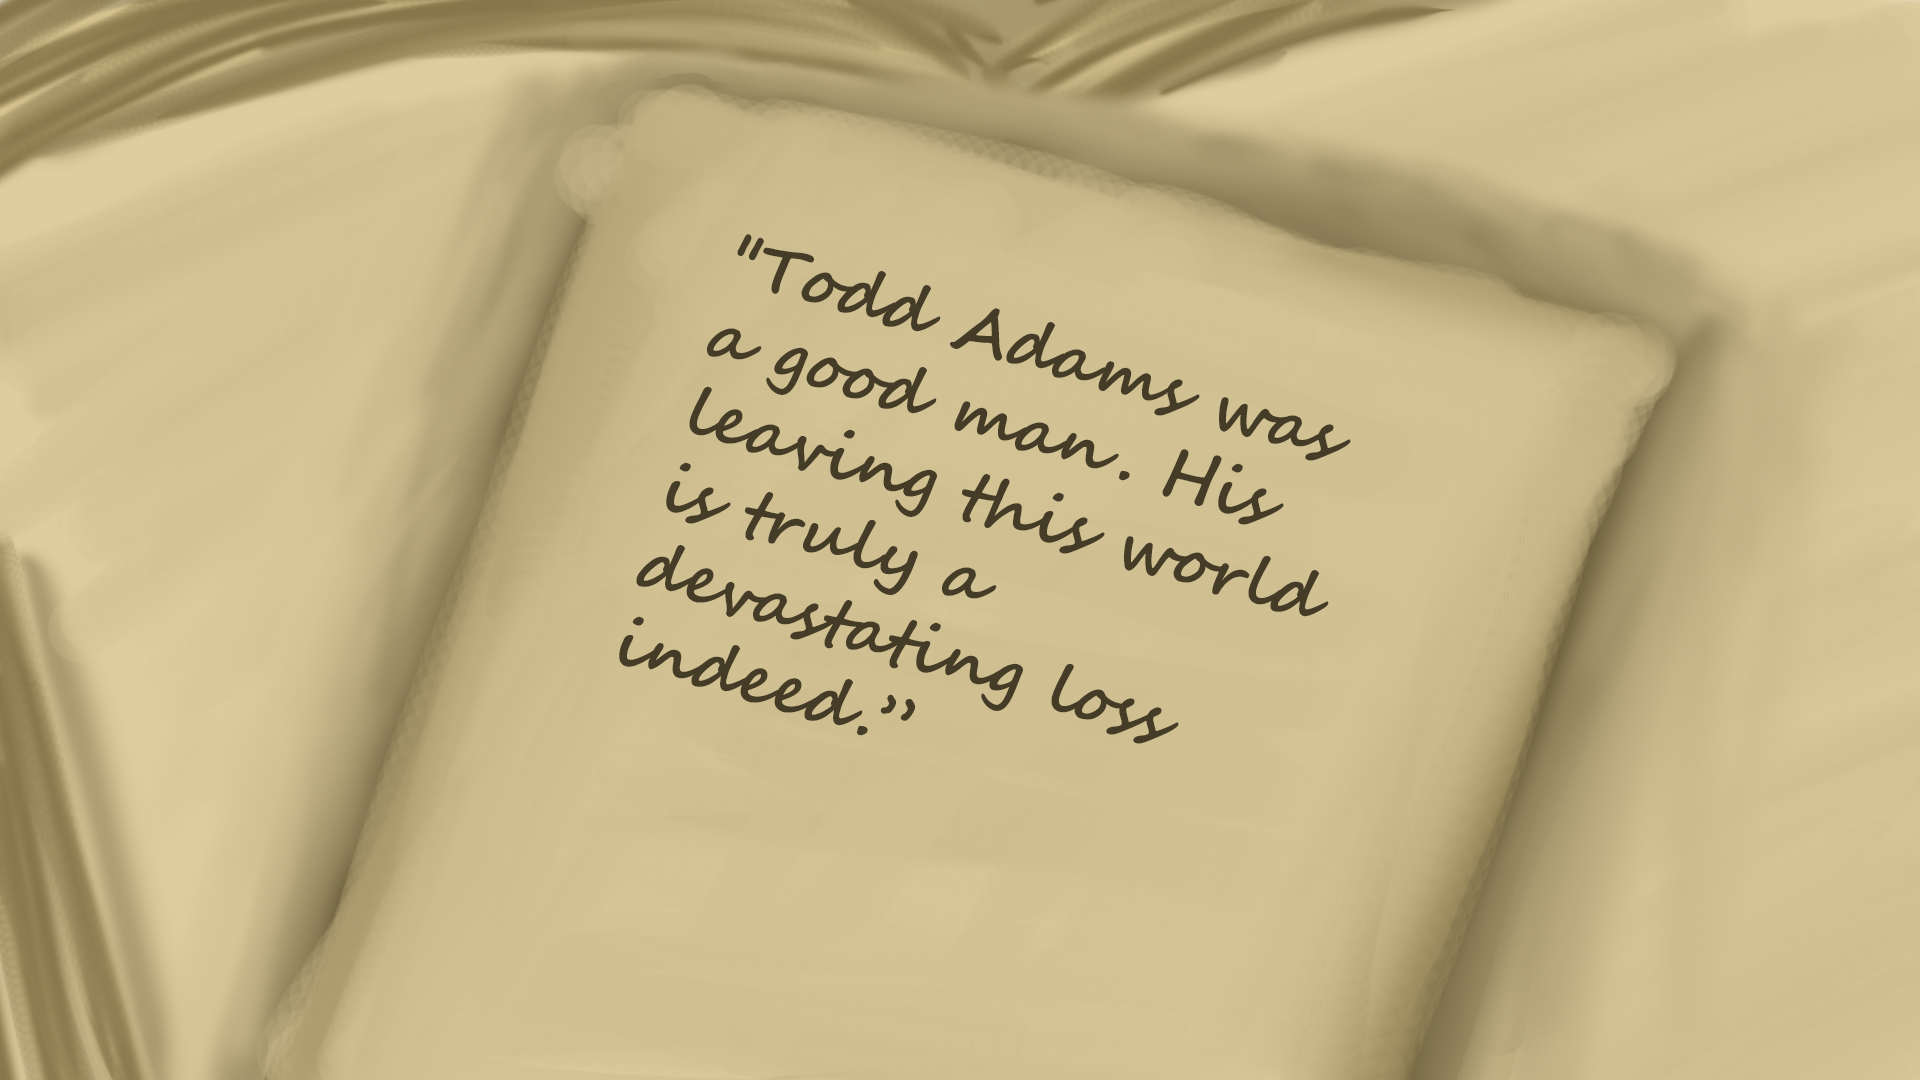 "Todd Adams was
a good man. His
leaving this world
is truly a
devastating loss
indeed.”